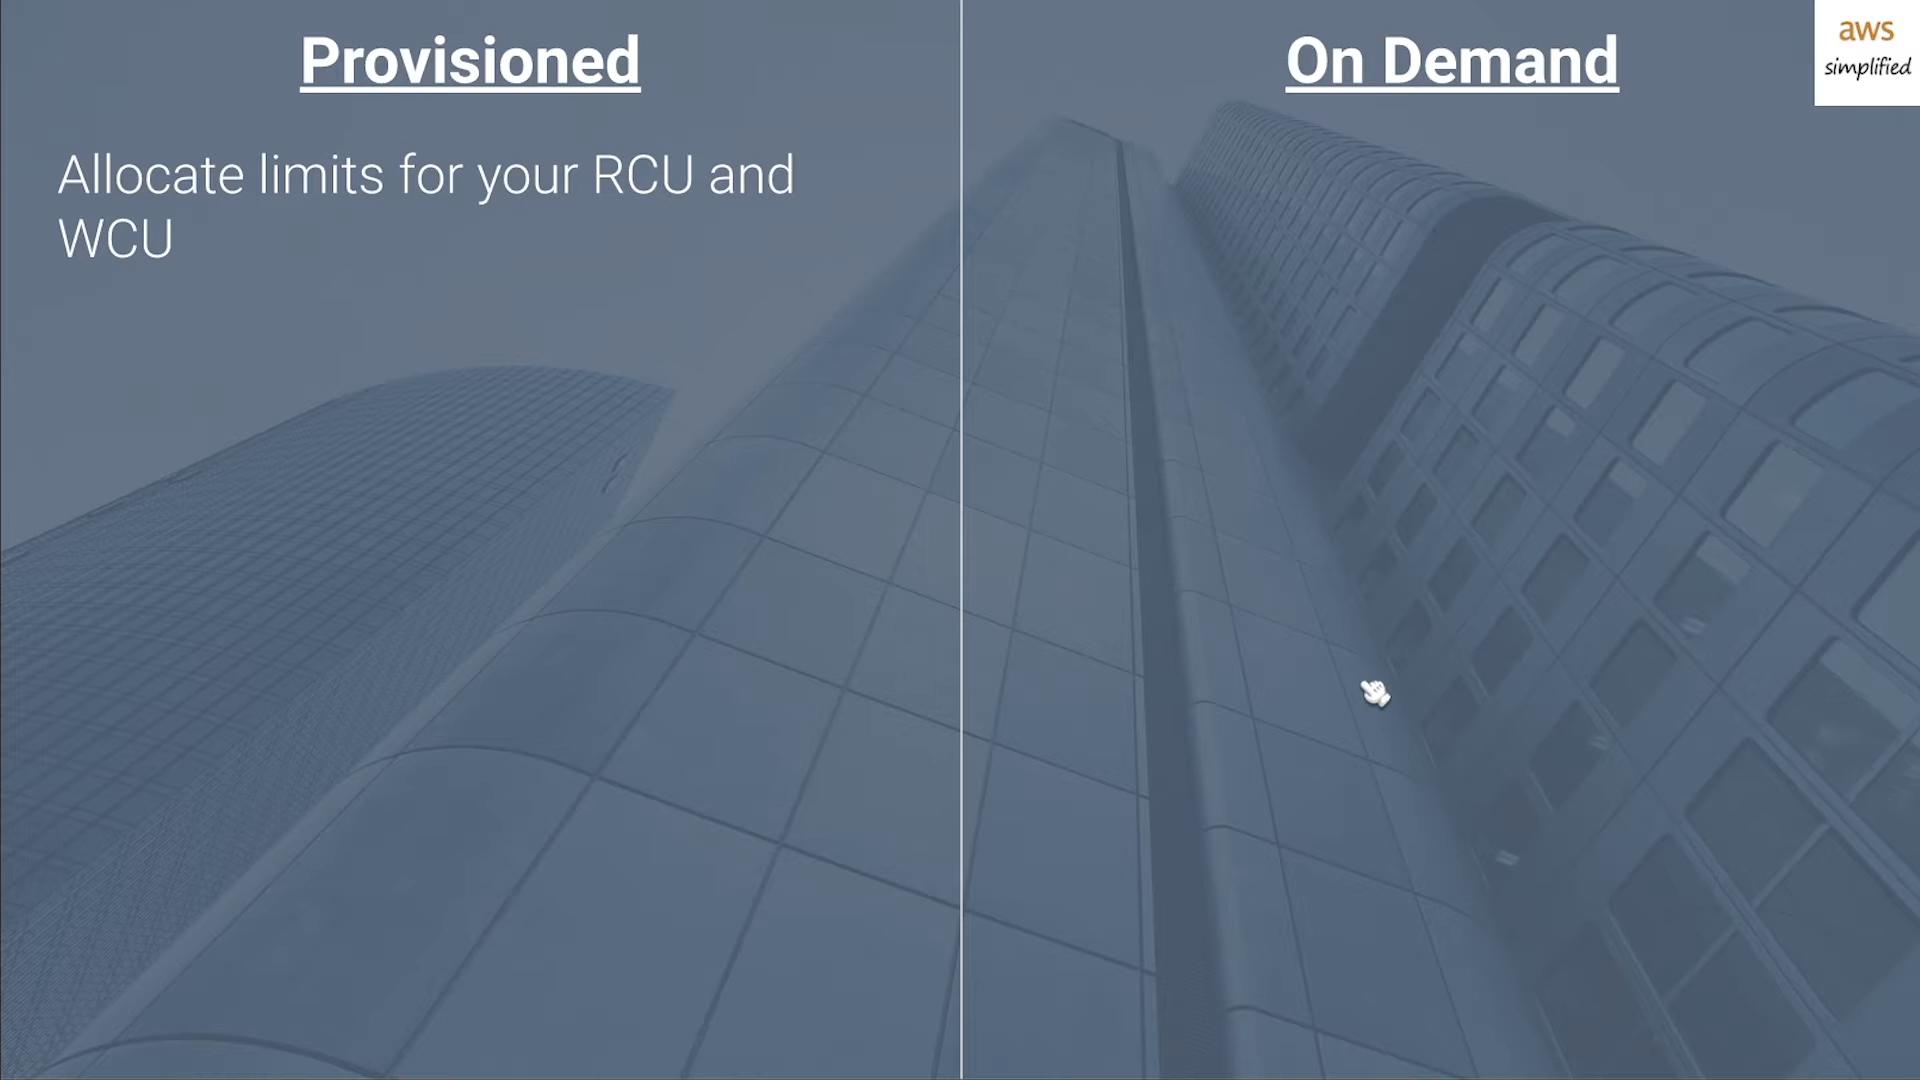 Provisioned
On Demand
aws
simplified
Allocate limits for your RCU and
WCU